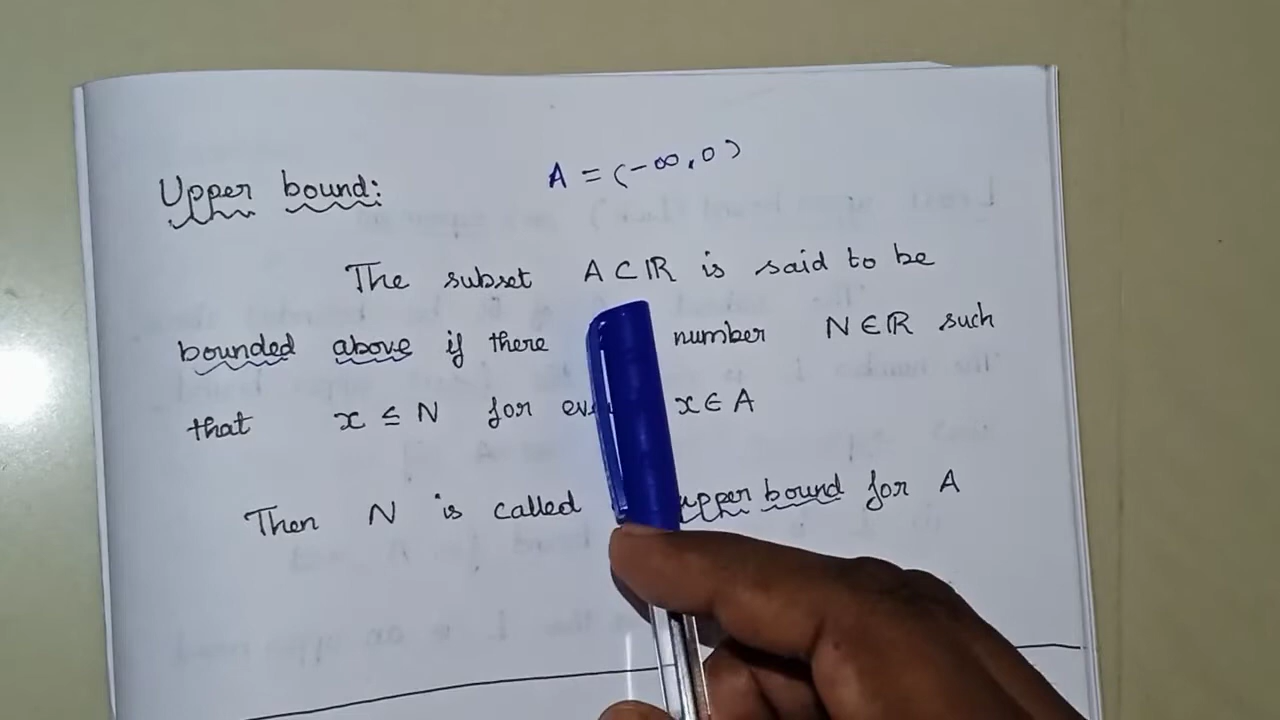 Upper bound: A = (-∞, 0)
The subset A ⊂ ℝ is said to be
bounded above if there number N ∈ ℝ such
that x ≤ N for x ∈ A
Then N is called upper bound for A